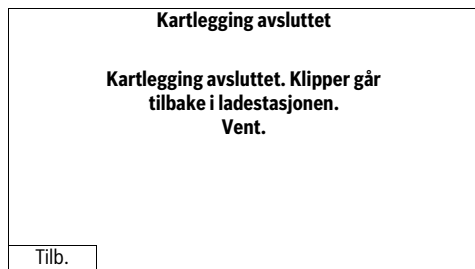 Kartlegging avsluttet
Kartlegging avsluttet. Klipper går
tilbake i ladestasjonen.
Vent.
Tilb.